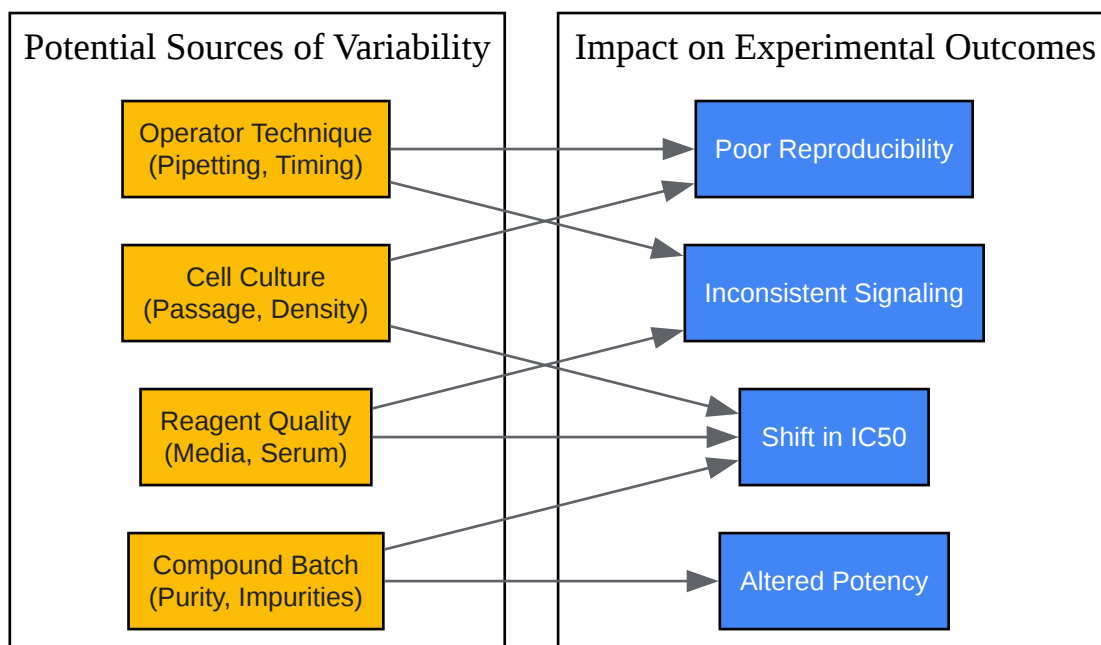 Potential Sources of Variability
Operator Technique
(Pipetting, Timing)
Cell Culture
(Passage, Density)
Reagent Quality
(Media, Serum)
Compound Batch
(Purity, Impurities)
Impact on Experimental Outcomes
Poor Reproducibility
Inconsistent Signaling
Shift in IC50
Altered Potency